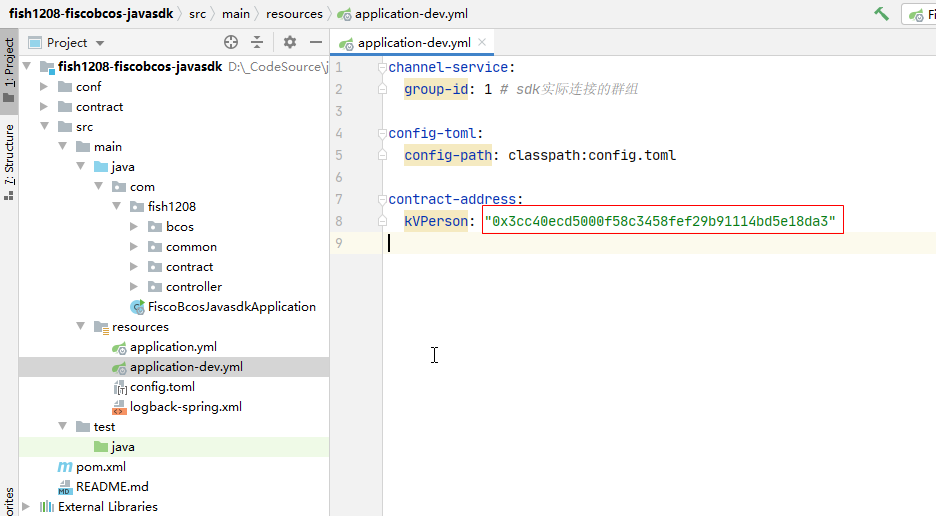 fish1208-fiscobcos-javasdk src main resources application-dev.yml
Project
application-dev.yml
1: Project
7: Structure
fish1208-fiscobcos-javasdk D:\_CodeSource\j
conf
contract
src
main
java
com
fish1208
bcos
common
contract
controller
FiscoBcosJavasdkApplication
resources
application.yml
application-dev.yml
config.toml
logback-spring.xml
test
java
pom.xml
README.md
External Libraries
1 channel-service:
2 group-id: 1 # sdk实际连接的群组
3
4 config-toml:
5 config-path: classpath:config.toml
6
7 contract-address:
8 kVPerson: "0x3cc40ecd5000f58c3458fef29b91114bd5e18da3"
9